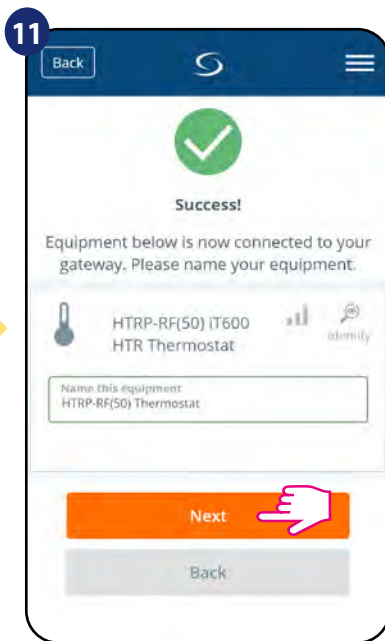 11
Back
Success!
Equipment below is now connected to your
gateway. Please name your equipment.
HTRP-RF(50) iT600
HTR Thermostat
Identify
Name this equipment
HTRP-RF(50) Thermostat
Next
Back